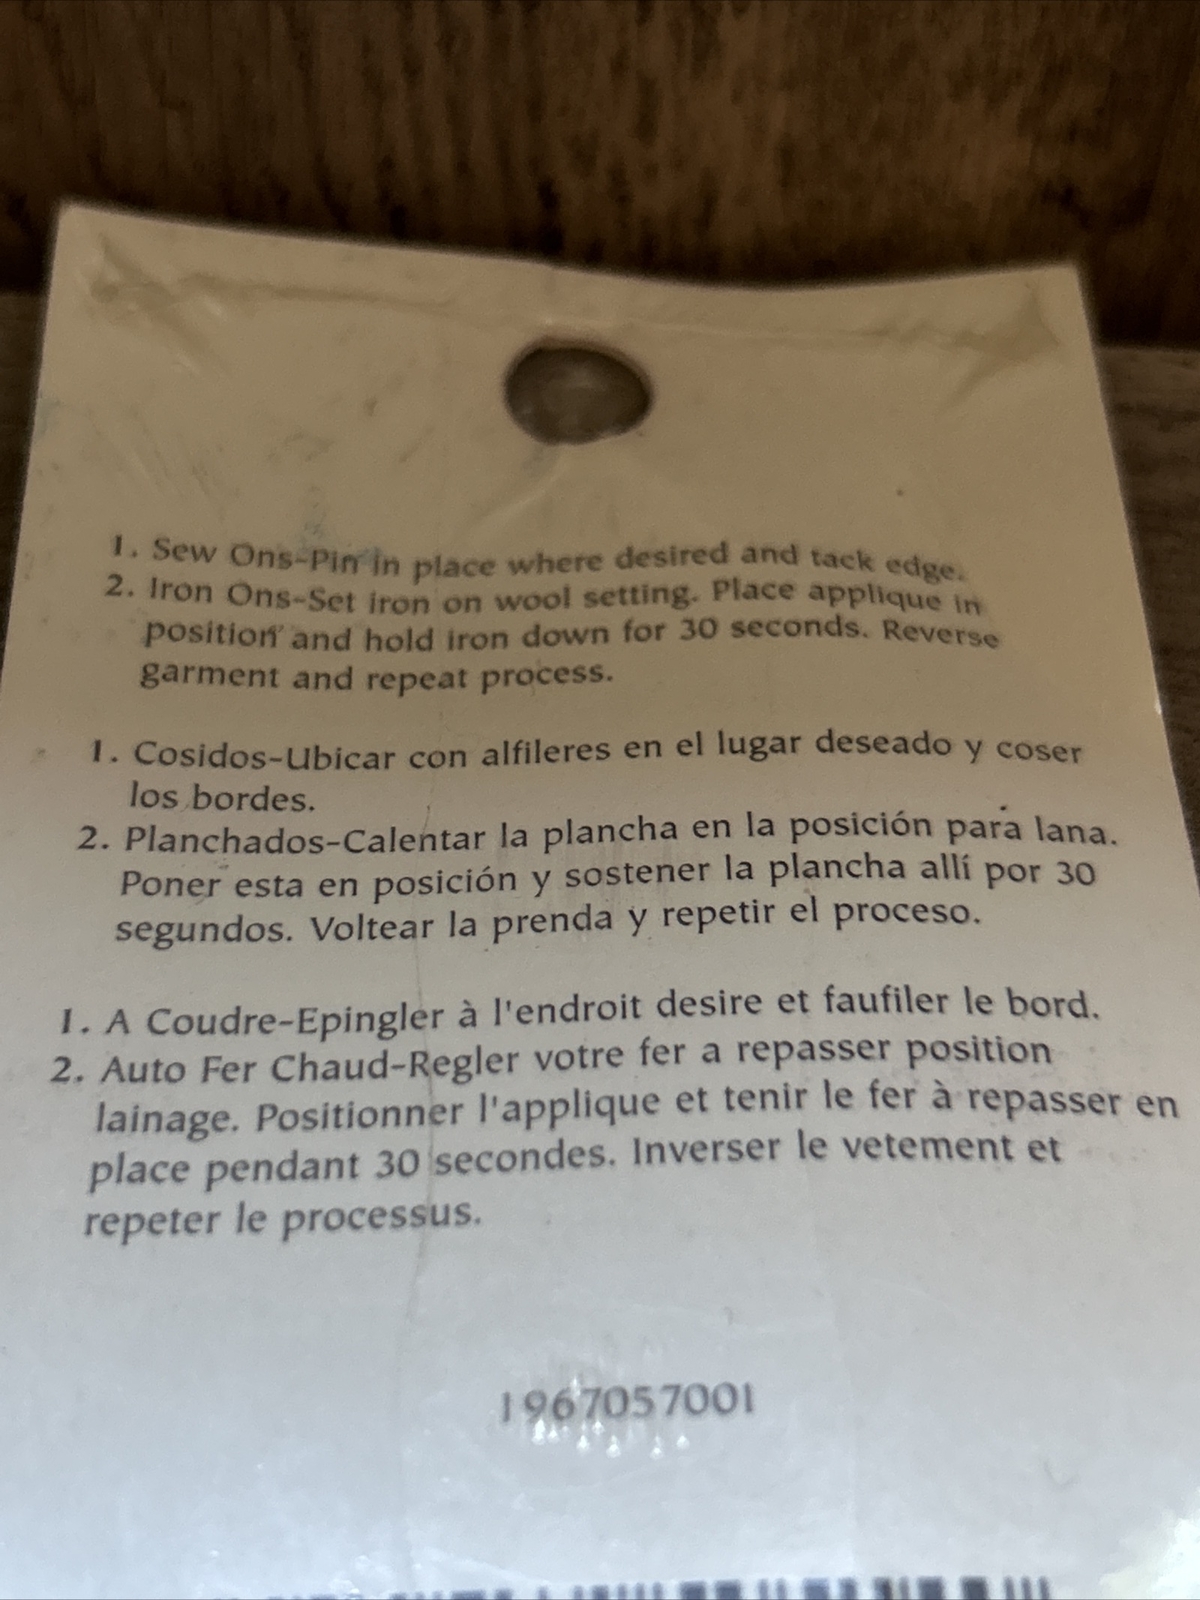 1. Sew Ons-Pin in place where desired and tack edge.
2. Iron Ons-Set iron on wool setting. Place applique in
position and hold iron down for 30 seconds. Reverse
garment and repeat process.
1. Cosidos-Ubicar con alfileres en el lugar deseado y coser
los bordes.
2. Planchados-Calentar la plancha en la posición para lana.
Poner esta en posición y sostener la plancha allí por 30
segundos. Voltear la prenda y repetir el proceso.
1. A Coudre-Epingler à l'endroit desire et faufiler le bord.
2. Auto Fer Chaud-Regler votre fer a repasser position
lainage. Positionner l'applique et tenir le fer à repasser en
place pendant 30 secondes. Inverser le vetement et
repeter le processus.
1967057001